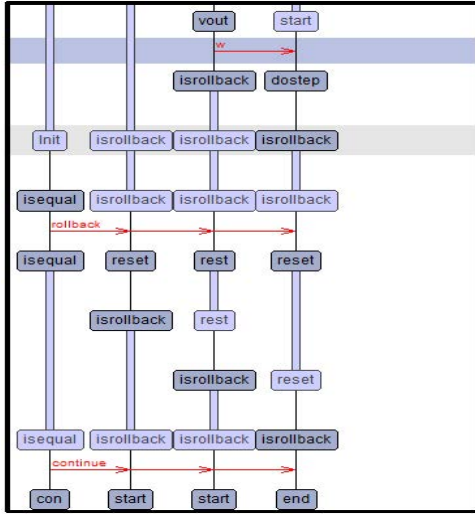 vout start
w
isrollback dostep
Init isrollback isrollback isrollback
isequal isrollback isrollback isrollback
rollback
isequal reset rest reset
isrollback rest
isrollback reset
isequal isrollback isrollback isrollback
continue
con start start end